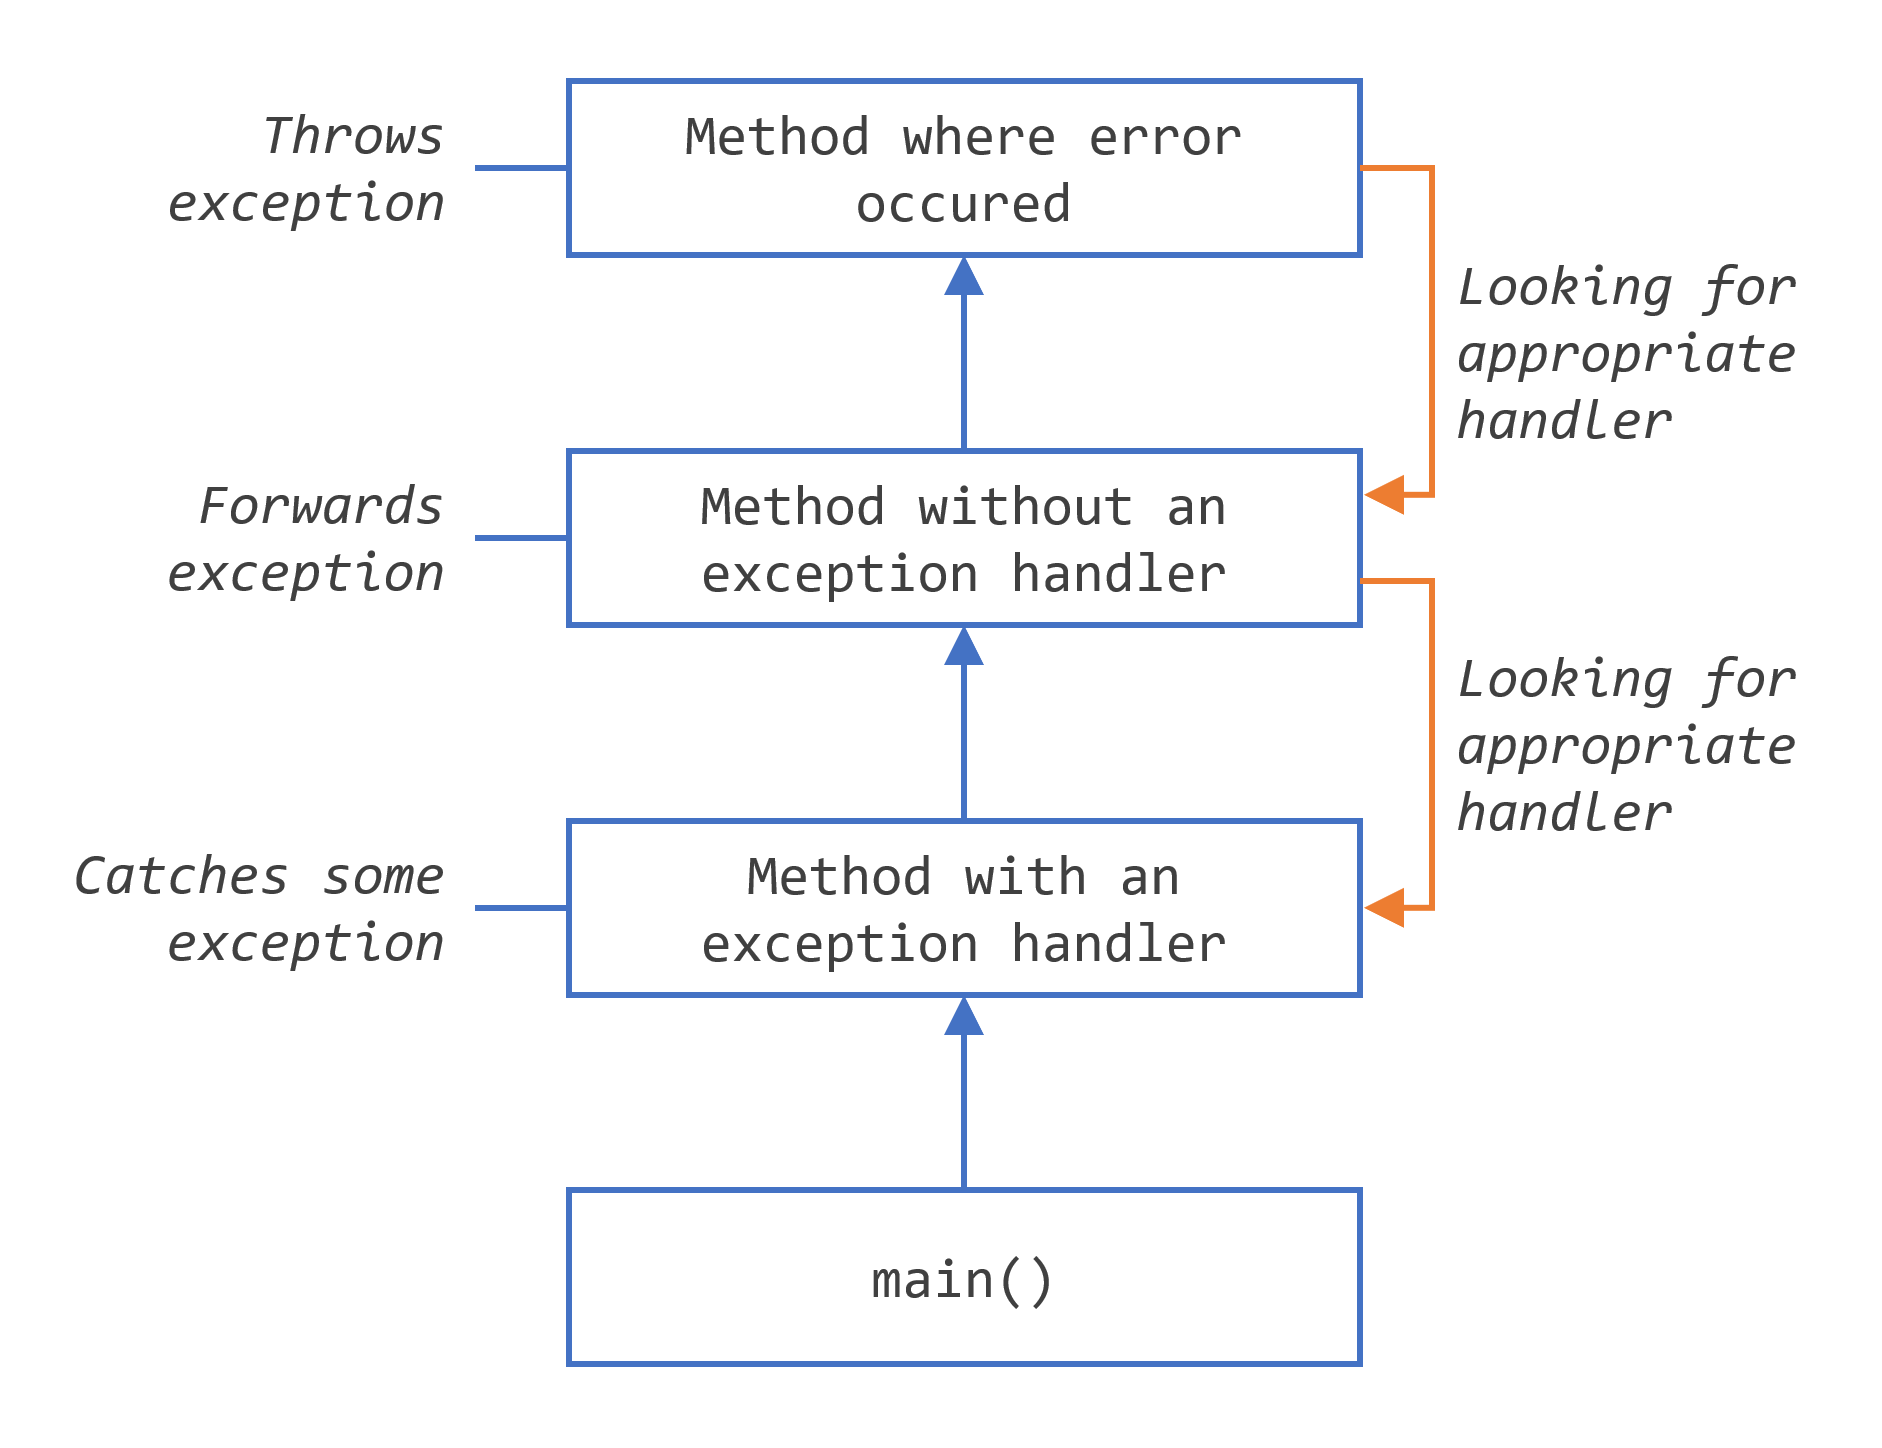 Throws
exception
Method where error
occured
Looking for
appropriate
handler
Forwards
exception
Method without an
exception handler
Looking for
appropriate
handler
Catches some
exception
Method with an
exception handler
main()